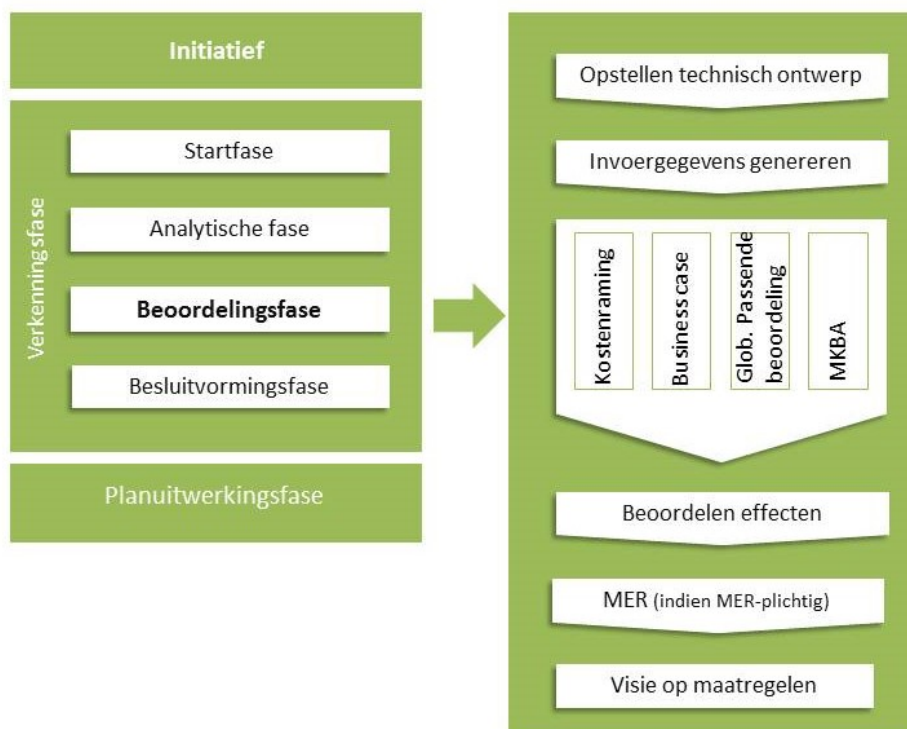 Initiatief
Verkenningsfase
Startfase
Analytische fase
Beoordelingsfase
Besluitvormingsfase
Planuitwerkingsfase
Opstellen technisch ontwerp
Invoergegevens genereren
Kostenraming
Business case
Glob. Passende
beoordeling
MKBA
Beoordelen effecten
MER (indien MER-plichtig)
Visie op maatregelen